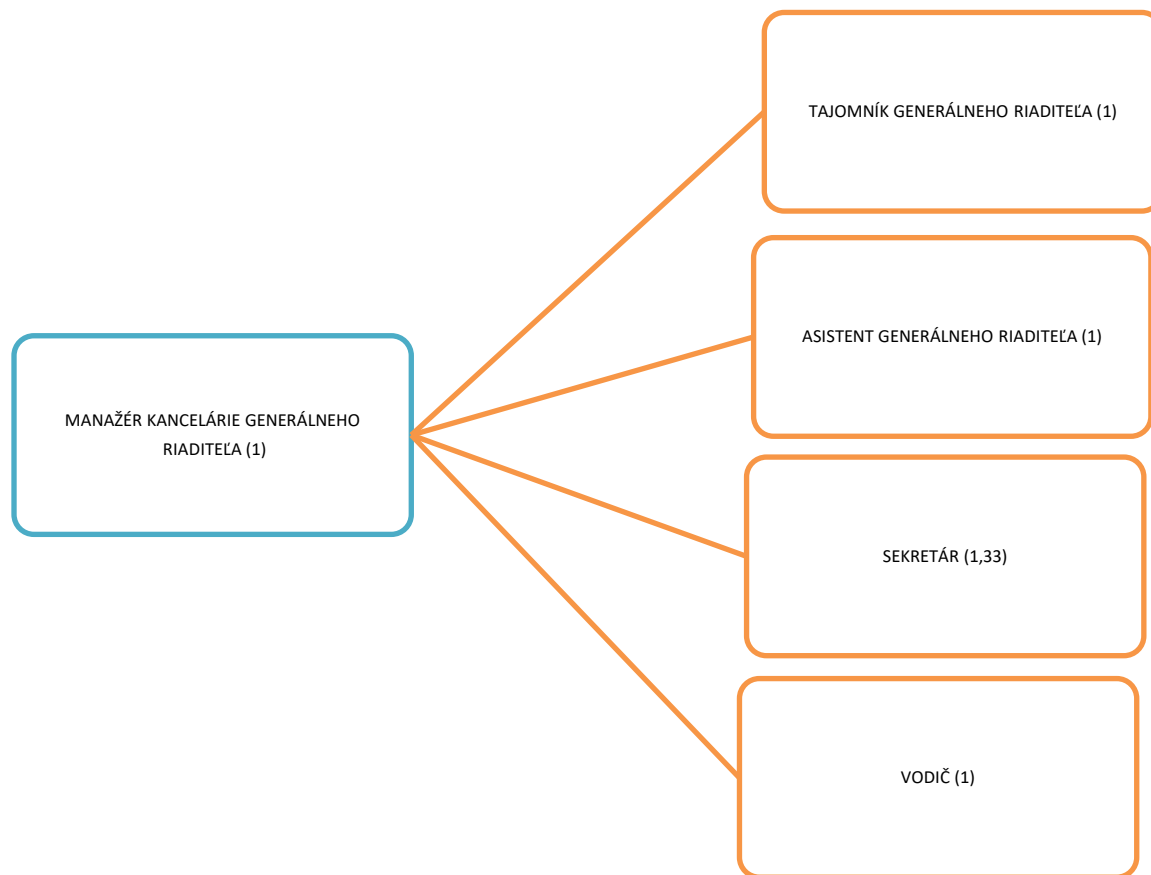 TAJOMNÍK GENERÁLNEHO RIADITEĽA (1)
ASISTENT GENERÁLNEHO RIADITEĽA (1)
MANAŽÉR KANCELÁRIE GENERÁLNEHO
RIADITEĽA (1)
SEKRETÁR (1,33)
VODIČ (1)